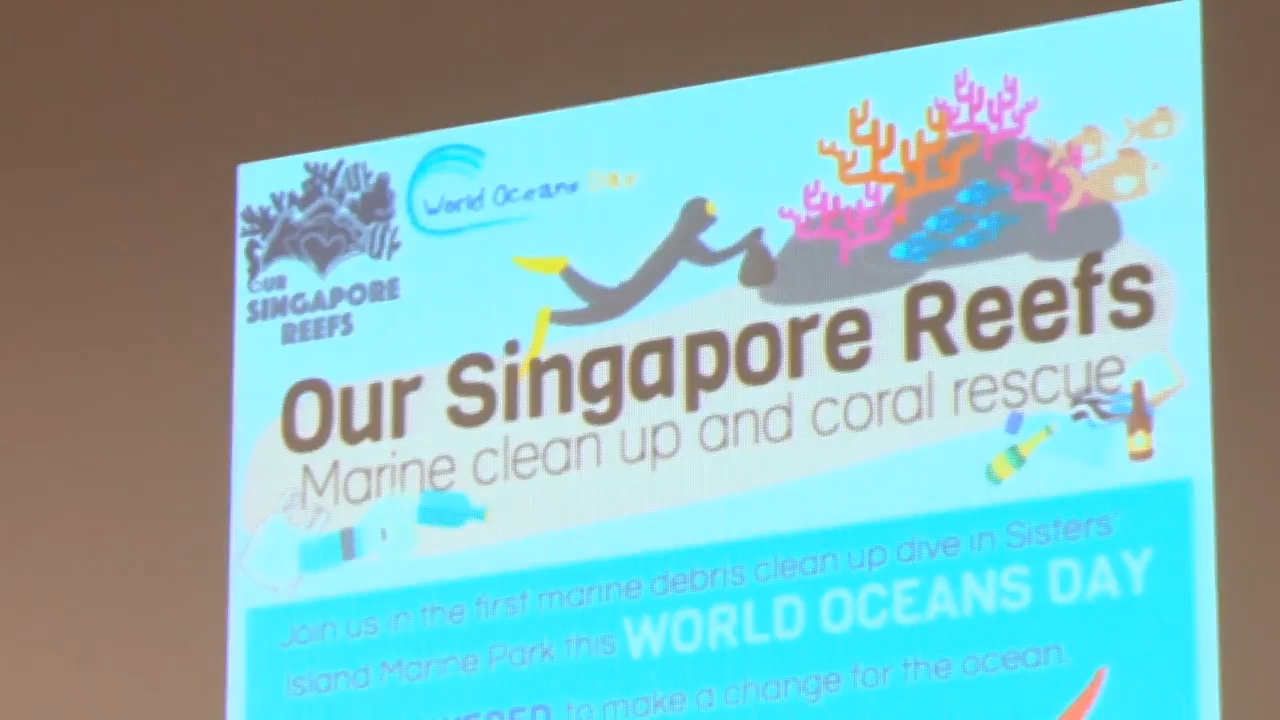 OUR
SINGAPORE
REEFS
World Oceans Day
Our Singapore Reefs
Marine clean up and coral rescue
Join us in the first marine debris clean up dive in Sisters'
Island Marine Park this WORLD OCEANS DAY
to make a change for the ocean.